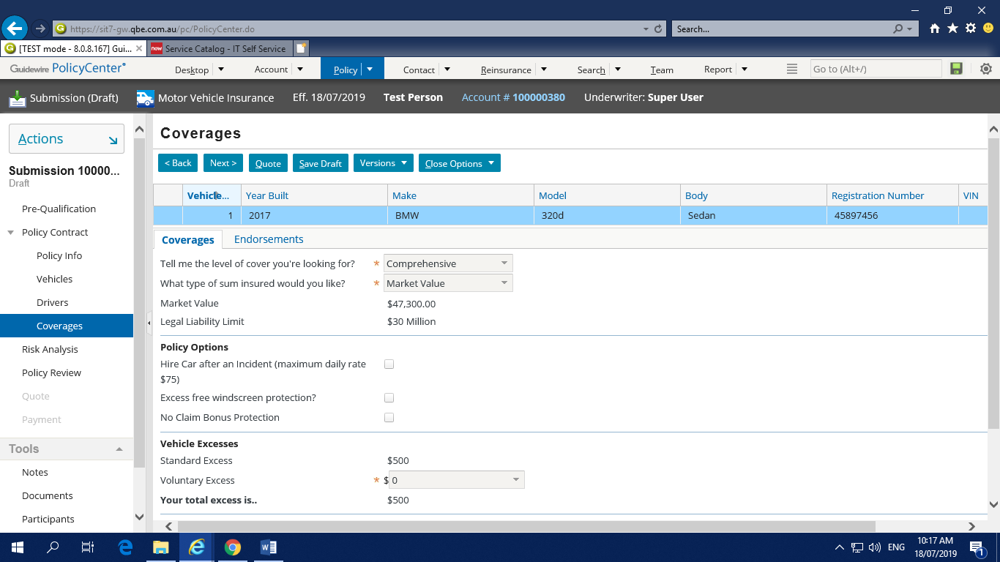 https://sit7-gw.qbe.com.au/pc/PolicyCenter.do
Search...
[TEST mode - 8.0.8.167] Gui...
now Service Catalog - IT Self Service
Guidewire PolicyCenter
Desktop
Account
Policy
Contact
Reinsurance
Search
Team
Report
Go to (Alt+/)
Submission (Draft)
Motor Vehicle Insurance
Eff. 18/07/2019
Test Person
Account # 100000380
Underwriter: Super User
Actions
Submission 10000...
Draft
Pre-Qualification
Policy Contract
Policy Info
Vehicles
Drivers
Coverages
Risk Analysis
Policy Review
Quote
Payment
Tools
Notes
Documents
Participants
Coverages
< Back
Next >
Quote
Save Draft
Versions
Close Options
Vehicle... Year Built Make Model Body Registration Number VIN
1 2017 BMW 320d Sedan 45897456
Coverages Endorsements
Tell me the level of cover you're looking for? * Comprehensive
What type of sum insured would you like? * Market Value
Market Value $47,300.00
Legal Liability Limit $30 Million
Policy Options
Hire Car after an Incident (maximum daily rate
$75)
Excess free windscreen protection?
No Claim Bonus Protection
Vehicle Excesses
Standard Excess $500
Voluntary Excess * $ 0
Your total excess is.. $500
ENG
10:17 AM
18/07/2019
1